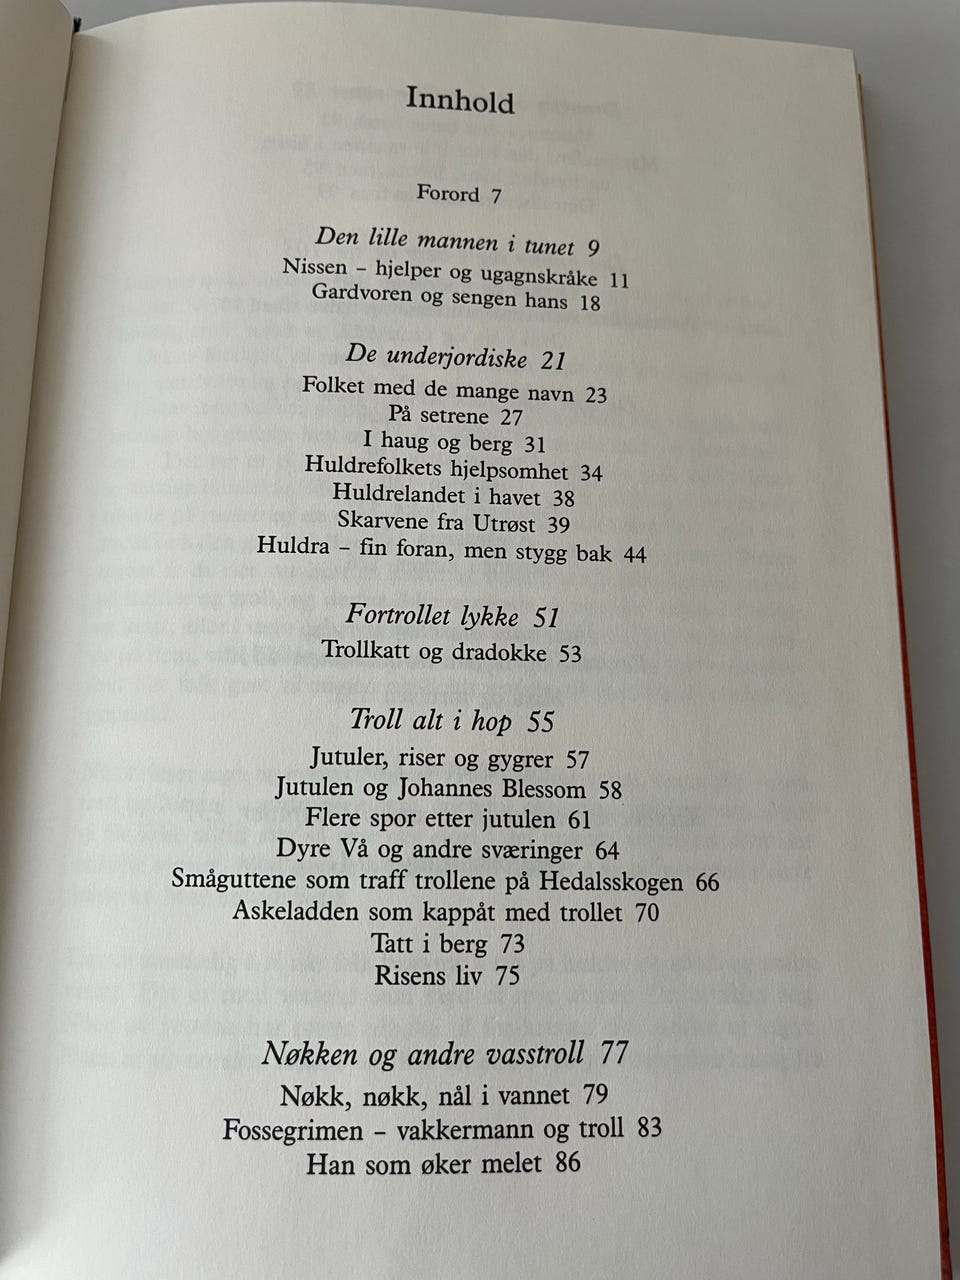 Innhold
Forord 7
Den lille mannen i tunet 9
Nissen – hjelper og ugagnskråke 11
Gardvoren og sengen hans 18
De underjordiske 21
Folket med de mange navn 23
På setrene 27
I haug og berg 31
Huldrefolkets hjelpsomhet 34
Huldrelandet i havet 38
Skarvene fra Utrøst 39
Huldra – fin foran, men stygg bak 44
Fortrollet lykke 51
Trollkatt og dradokke 53
Troll alt i hop 55
Jutuler, riser og gygrer 57
Jutulen og Johannes Blessom 58
Flere spor etter jutulen 61
Dyre Vå og andre sværinger 64
Småguttene som traff trollene på Hedalsskogen 66
Askeladden som kappåt med trollet 70
Tatt i berg 73
Risens liv 75
Nøkken og andre vasstroll 77
Nøkk, nøkk, nål i vannet 79
Fossegrimen – vakkermann og troll 83
Han som øker melet 86